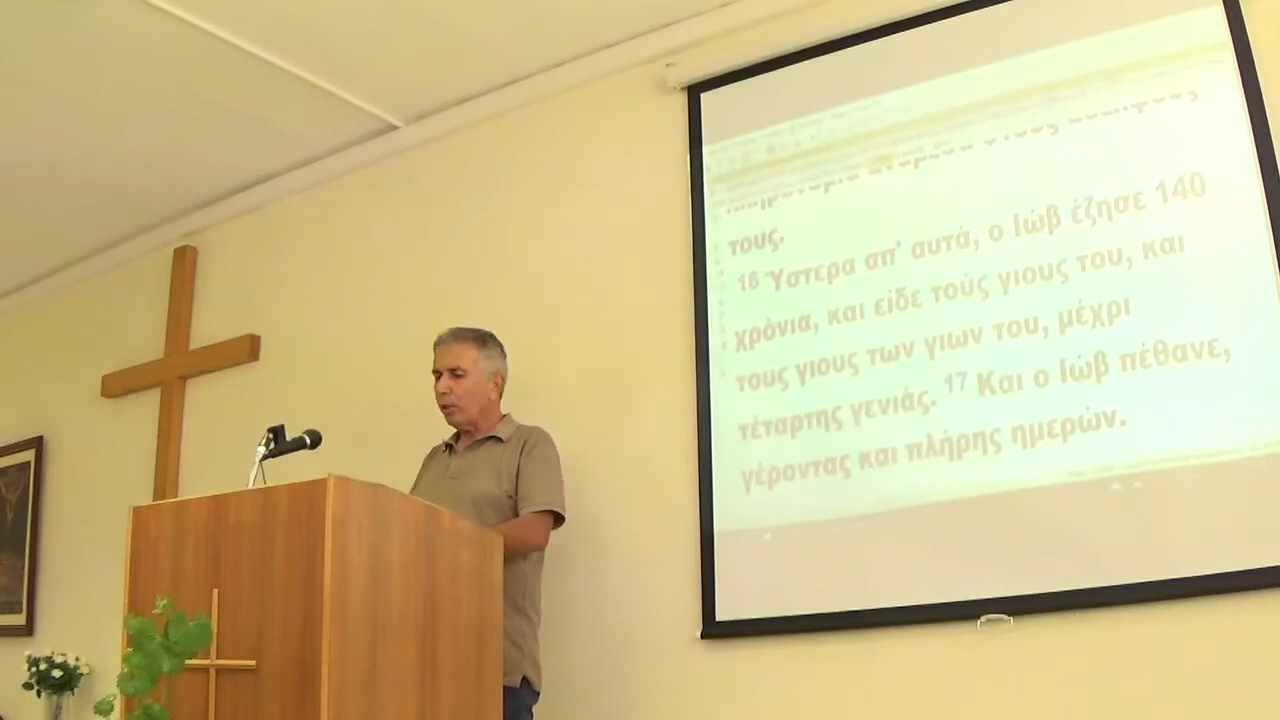 τους.
16 Ύστερα απ' αυτά, ο Ιώβ έζησε 140
χρόνια, και είδε τούς γιους του, και
τους γιους των γιων του, μέχρι
τέταρτης γενιάς. 17 Και ο Ιώβ πέθανε,
γέροντας και πλήρης ημερών.